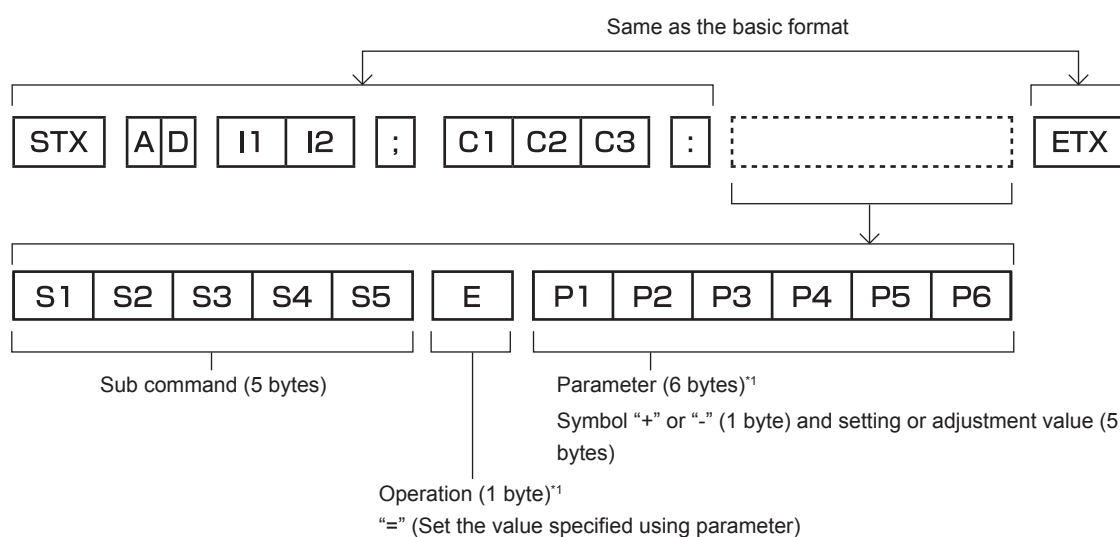 Same as the basic format
STX A D I1 I2 ; C1 C2 C3 : ETX
S1 S2 S3 S4 S5 E P1 P2 P3 P4 P5 P6
Sub command (5 bytes)
Parameter (6 bytes)*1
Symbol “+” or “-” (1 byte) and setting or adjustment value (5
bytes)
Operation (1 byte)*1
“=” (Set the value specified using parameter)